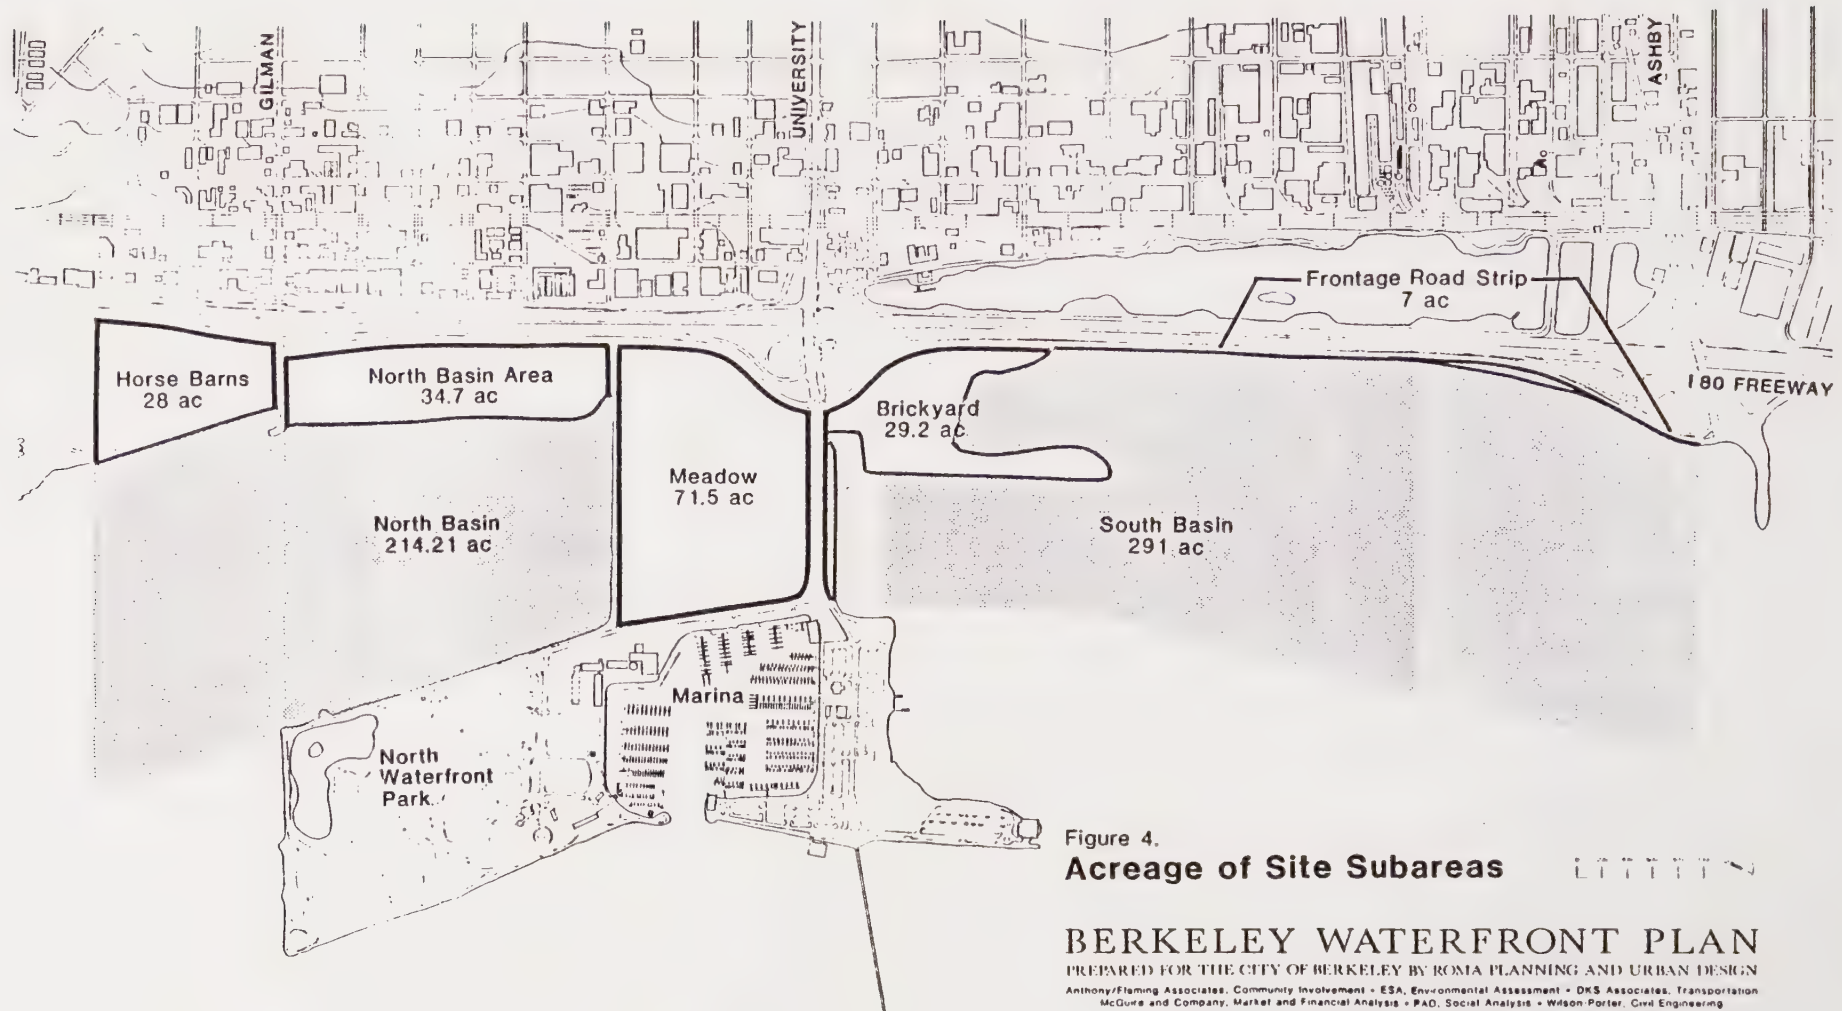 GILMAN
UNIVERSITY
ASHBY
Frontage Road Strip
7 ac
I 80 FREEWAY
Horse Barns
28 ac
North Basin Area
34.7 ac
Brickyard
29.2 ac
Meadow
71.5 ac
North Basin
214.21 ac
South Basin
291 ac
Marina
North
Waterfront
Park
Figure 4.
Acreage of Site Subareas
BERKELEY WATERFRONT PLAN
PREPARED FOR THE CITY OF BERKELEY BY ROMA PLANNING AND URBAN DESIGN
Anthony/Fleming Associates, Community Involvement • ESA, Environmental Assessment • DKS Associates, Transportation
McGuire and Company, Market and Financial Analysis • PAD, Social Analysis • Wilson-Porter, Civil Engineering